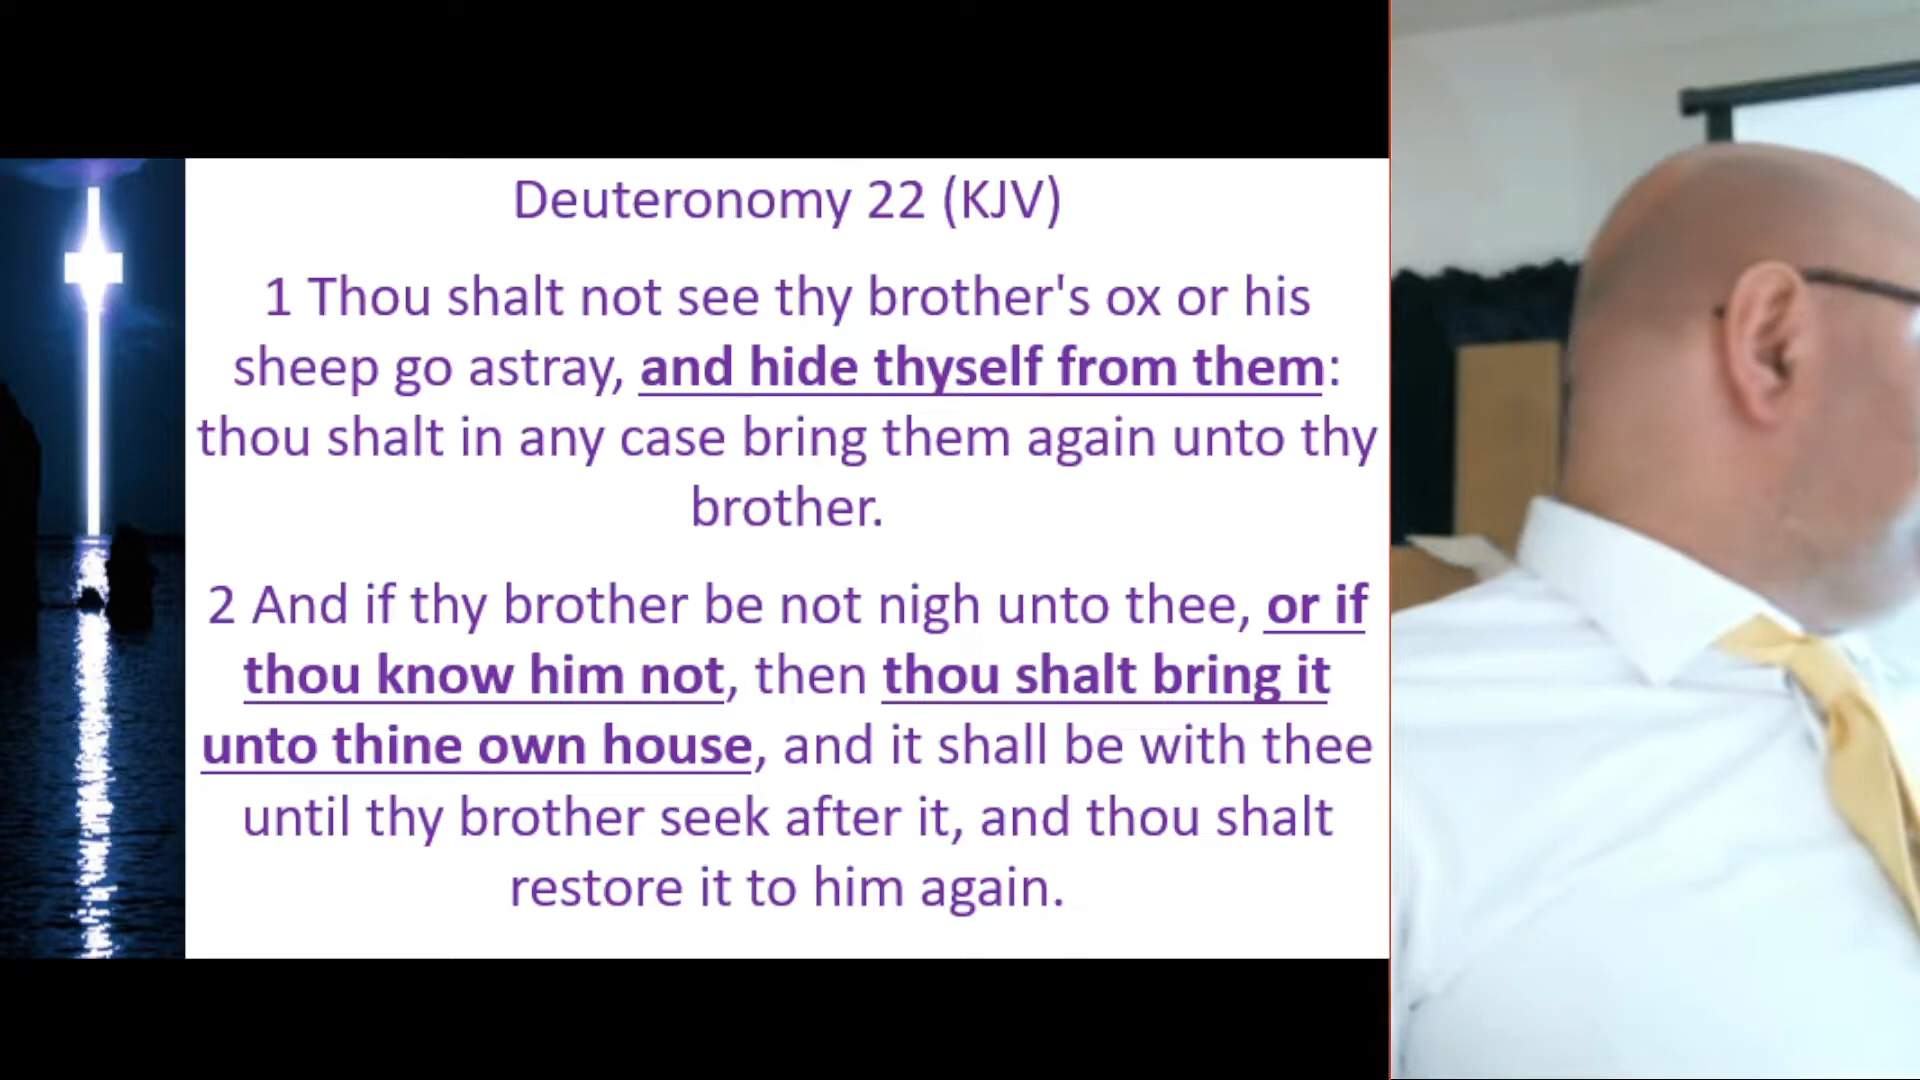 Deuteronomy 22 (KJV)
1 Thou shalt not see thy brother's ox or his
sheep go astray, and hide thyself from them:
thou shalt in any case bring them again unto thy
brother.
2 And if thy brother be not nigh unto thee, or if
thou know him not, then thou shalt bring it
unto thine own house, and it shall be with thee
until thy brother seek after it, and thou shalt
restore it to him again.